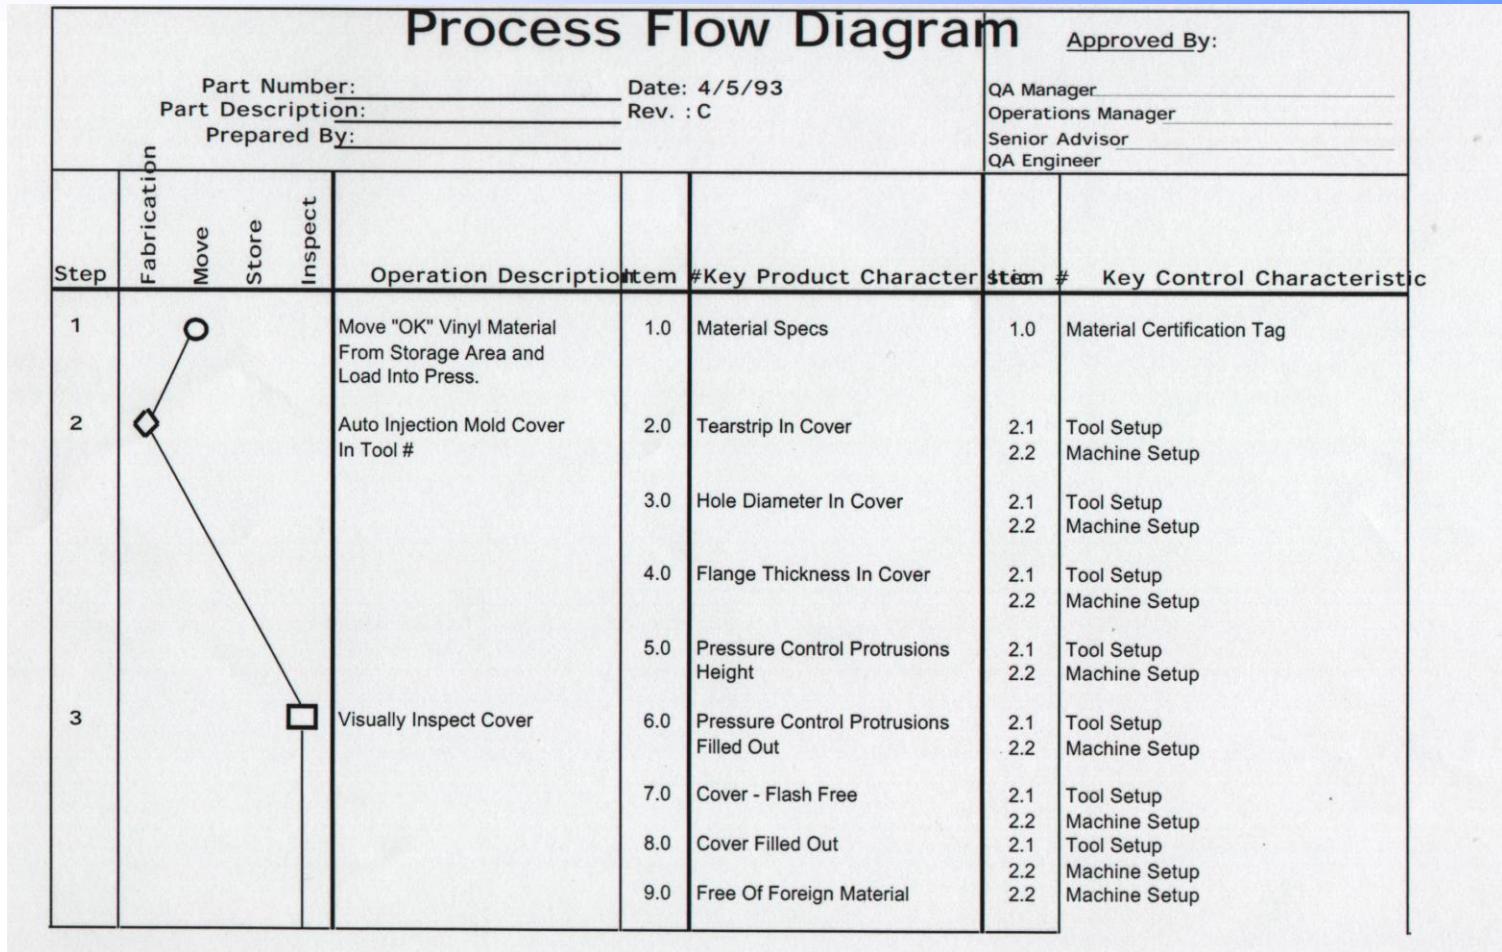 Process Flow Diagram
Approved By:
Part Number:
Part Description:
Prepared By:
Date: 4/5/93
Rev. : C
QA Manager
Operations Manager
Senior Advisor
QA Engineer
Step
Fabrication
Move
Store
Inspect
Operation Description
Item #
Key Product Characteristic
Item #
Key Control Characteristic
1
Move "OK" Vinyl Material
From Storage Area and
Load Into Press.
1.0 Material Specs
1.0 Material Certification Tag
2
Auto Injection Mold Cover
In Tool #
2.0 Tearstrip In Cover
2.1 Tool Setup
2.2 Machine Setup
3.0 Hole Diameter In Cover
2.1 Tool Setup
2.2 Machine Setup
4.0 Flange Thickness In Cover
2.1 Tool Setup
2.2 Machine Setup
5.0 Pressure Control Protrusions
Height
2.1 Tool Setup
2.2 Machine Setup
3
Visually Inspect Cover
6.0 Pressure Control Protrusions
Filled Out
2.1 Tool Setup
2.2 Machine Setup
7.0 Cover - Flash Free
2.1 Tool Setup
2.2 Machine Setup
8.0 Cover Filled Out
2.1 Tool Setup
2.2 Machine Setup
9.0 Free Of Foreign Material
2.2 Machine Setup